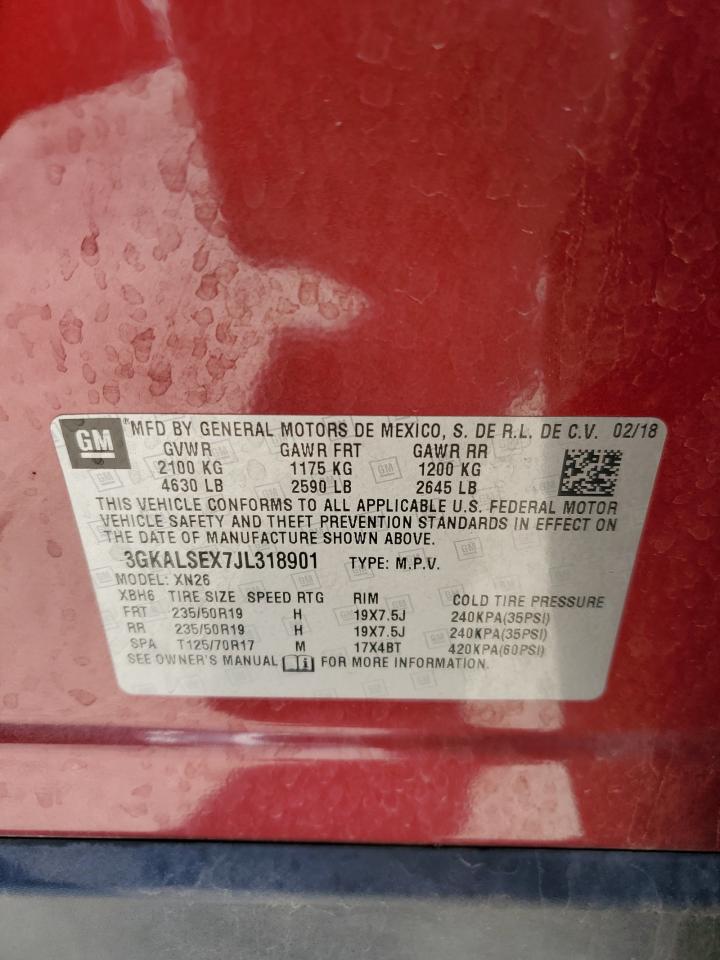 GM ®MFD BY GENERAL MOTORS DE MEXICO, S. DE R.L. DE C.V. 02/18
GVWR GAWR FRT GAWR RR
2100 KG 1175 KG 1200 KG
4630 LB 2590 LB 2645 LB
THIS VEHICLE CONFORMS TO ALL APPLICABLE U.S. FEDERAL MOTOR
VEHICLE SAFETY AND THEFT PREVENTION STANDARDS IN EFFECT ON
THE DATE OF MANUFACTURE SHOWN ABOVE.
3GKALSEX7JL318901 TYPE: M.P.V.
MODEL: XN26
XBH6 TIRE SIZE SPEED RTG RIM COLD TIRE PRESSURE
FRT 235/50R19 H 19X7.5J 240KPA(35PSI)
RR 235/50R19 H 19X7.5J 240KPA(35PSI)
SPA T125/70R17 M 17X4BT 420KPA(60PSI)
SEE OWNER'S MANUAL FOR MORE INFORMATION.